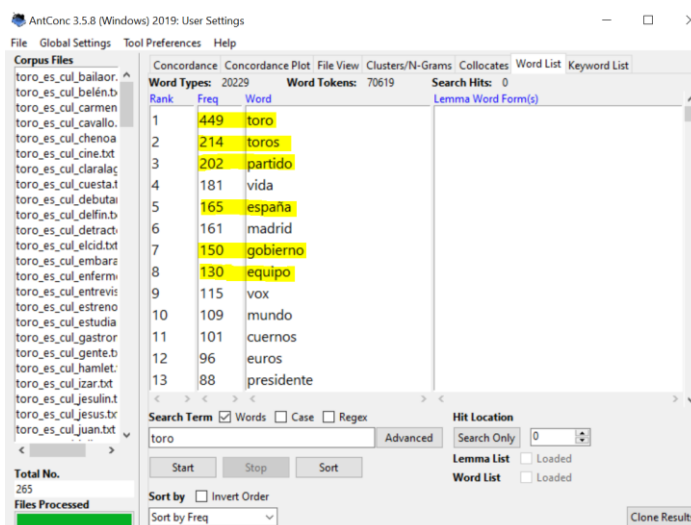 AntConc 3.5.8 (Windows) 2019: User Settings
File Global Settings Tool Preferences Help
Corpus Files
toro_es_cul_bailaor.
toro_es_cul_belén.tx
toro_es_cul_carmen
toro_es_cul_cavallo.
toro_es_cul_chenoa
toro_es_cul_cine.txt
toro_es_cul_claralag
toro_es_cul_cuesta.t
toro_es_cul_debutar
toro_es_cul_delfin.tx
toro_es_cul_detract
toro_es_cul_elcid.txt
toro_es_cul_embara
toro_es_cul_enferm
toro_es_cul_entrevis
toro_es_cul_estreno
toro_es_cul_estudia
toro_es_cul_gastror
toro_es_cul_gente.t
toro_es_cul_hamlet.
toro_es_cul_izar.txt
toro_es_cul_jesulin.t
toro_es_cul_jesus.tx
toro_es_cul_juan.txt
Total No.
265
Files Processed
Concordance Concordance Plot File View Clusters/N-Grams Collocates Word List Keyword List
Word Types: 20229 Word Tokens: 70619 Search Hits: 0
Rank Freq Word Lemma Word Form(s)
1 449 toro
2 214 toros
3 202 partido
4 181 vida
5 165 españa
6 161 madrid
7 150 gobierno
8 130 equipo
9 115 vox
10 109 mundo
11 101 cuernos
12 96 euros
13 88 presidente
Search Term Words Case Regex Hit Location
toro Advanced Search Only 0
Start Stop Sort Lemma List Loaded
Word List Loaded
Sort by Invert Order
Sort by Freq Clone Results